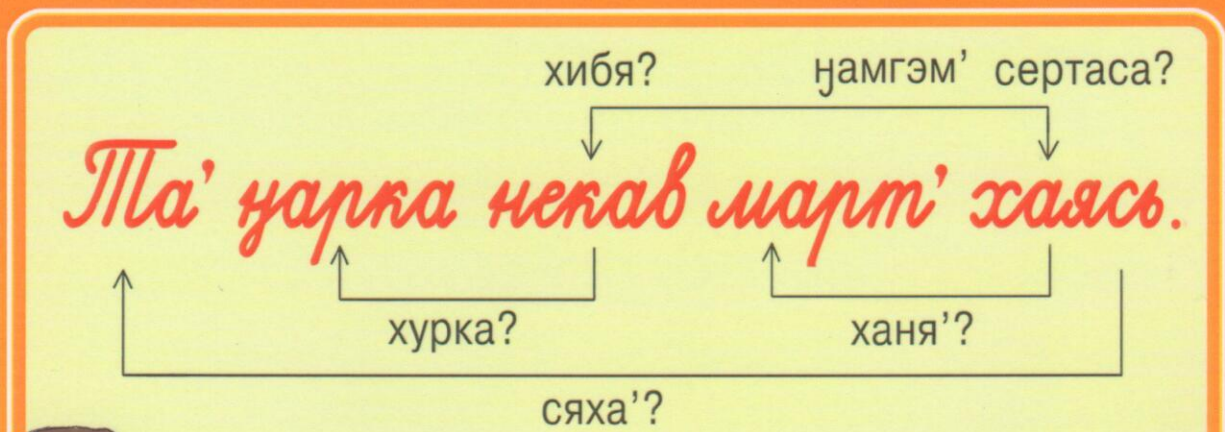 хибя? ӈамгэм’ сертаса?
Та’ ӈарка некав март’ хаясь.
хурка? ханя’?
сяха’?